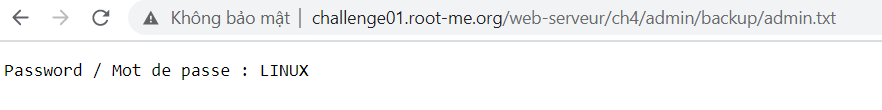 Không bảo mật | challenge01.root-me.org/web-serveur/ch4/admin/backup/admin.txt
Password / Mot de passe : LINUX